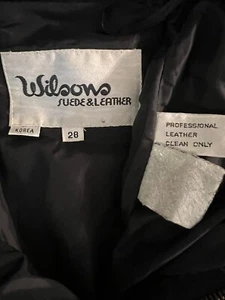 Wilsons
SUEDE & LEATHER
KOREA
28
PROFESSIONAL
LEATHER
CLEAN ONLY